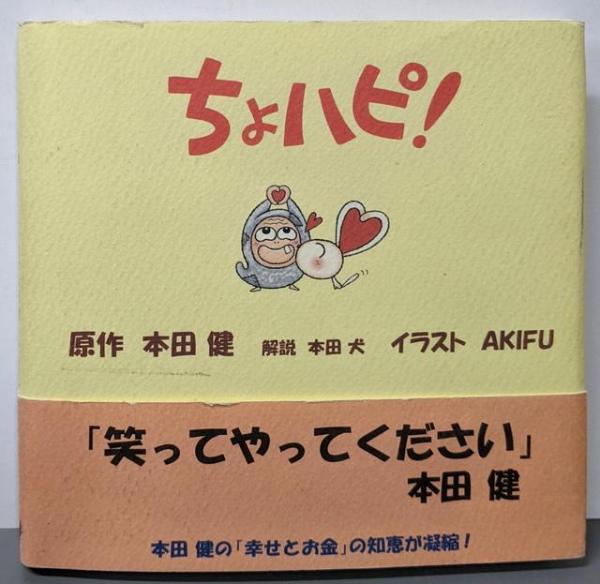 ちょハピ!
原作 本田 健 解説 本田 犬 イラスト AKIFU
「笑ってやってください」
本田 健
本田 健の「幸せとお金」の知恵が凝縮!